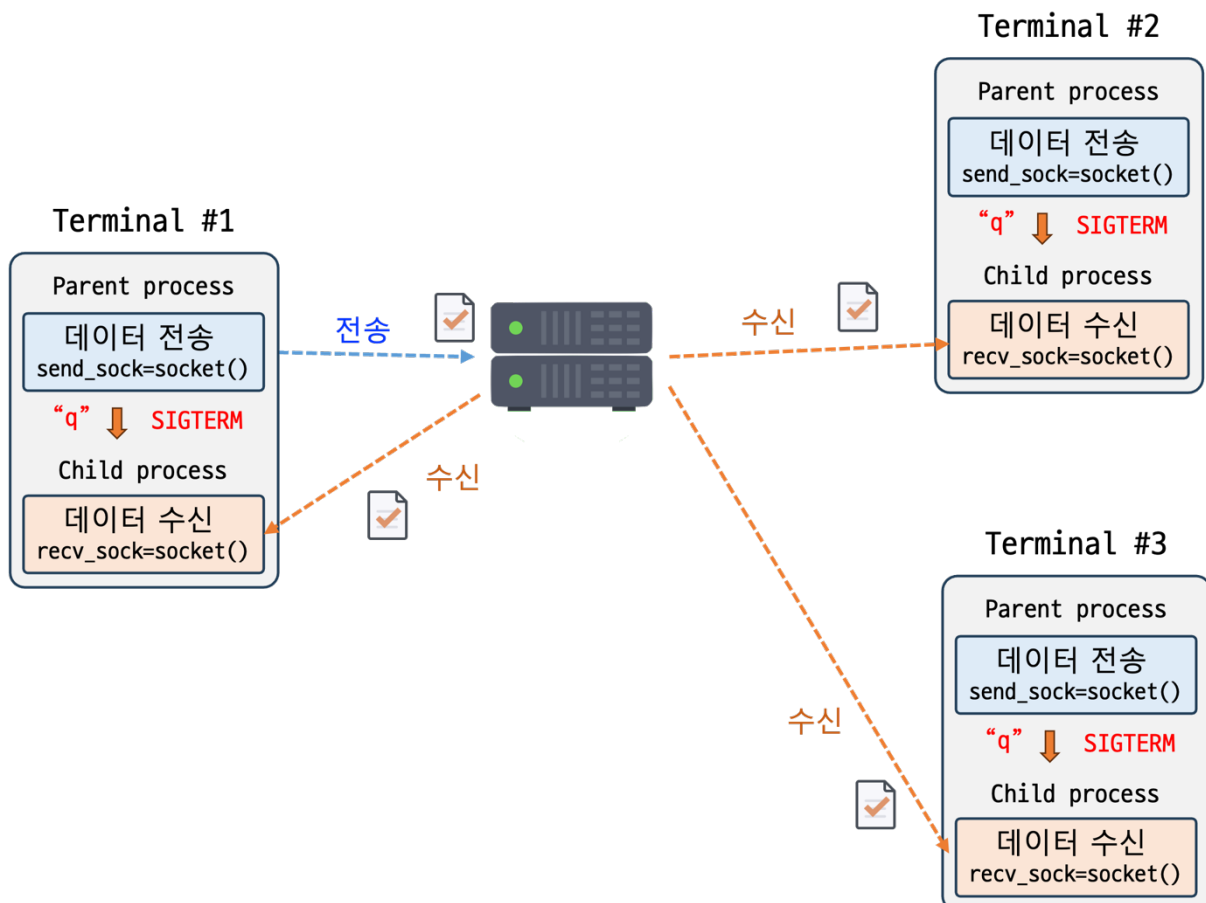 Terminal #1
Parent process
데이터 전송
send_sock=socket()
“q” SIGTERM
Child process
데이터 수신
recv_sock=socket()
전송
수신
수신
수신
Terminal #2
Parent process
데이터 전송
send_sock=socket()
“q” SIGTERM
Child process
데이터 수신
recv_sock=socket()
Terminal #3
Parent process
데이터 전송
send_sock=socket()
“q” SIGTERM
Child process
데이터 수신
recv_sock=socket()